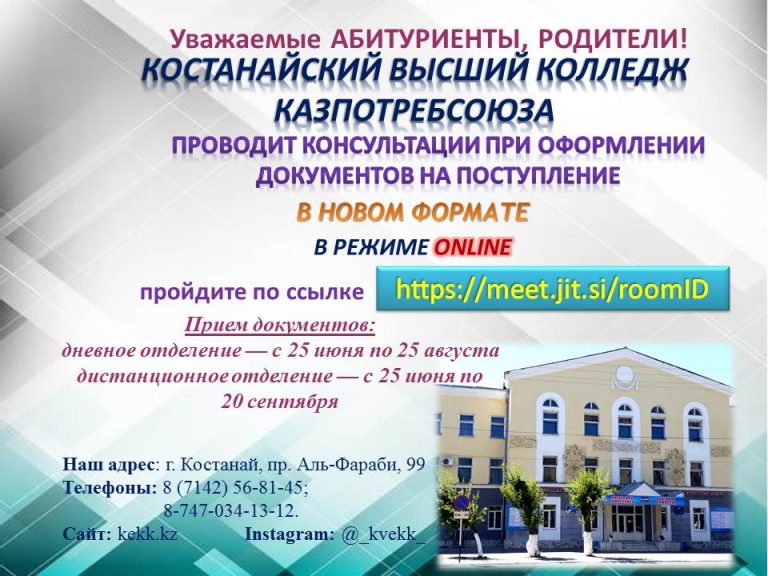 Уважаемые АБИТУРИЕНТЫ, РОДИТЕЛИ!
КОСТАНАЙСКИЙ ВЫСШИЙ КОЛЛЕДЖ
КАЗПОТРЕБСОЮЗА
ПРОВОДИТ КОНСУЛЬТАЦИИ ПРИ ОФОРМЛЕНИИ
ДОКУМЕНТОВ НА ПОСТУПЛЕНИЕ
В НОВОМ ФОРМАТЕ
В РЕЖИМЕ ONLINE
пройдите по ссылке https://meet.jit.si/roomID
Прием документов:
дневное отделение — с 25 июня по 25 августа
дистанционное отделение — с 25 июня по
20 сентября
Наш адрес: г. Костанай, пр. Аль-Фараби, 99
Телефоны: 8 (7142) 56-81-45;
8-747-034-13-12.
Сайт: kckk.kz Instagram: @_kvekk_